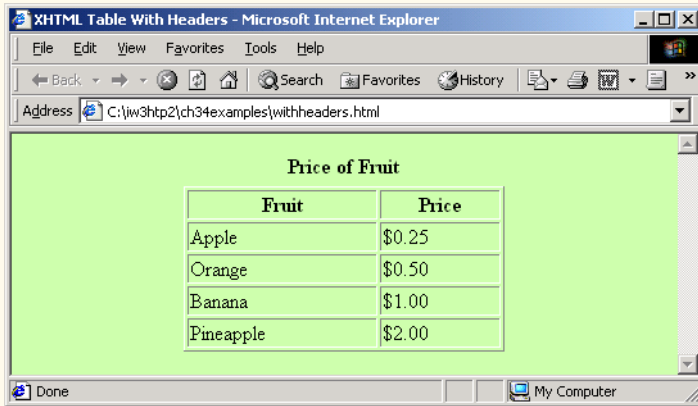 XHTML Table With Headers - Microsoft Internet Explorer
File Edit View Favorites Tools Help
Back Search Favorites History W »
Address C:\iw3htp2\ch34examples\withheaders.html
Price of Fruit
Fruit Price
Apple $0.25
Orange $0.50
Banana $1.00
Pineapple $2.00
Done My Computer